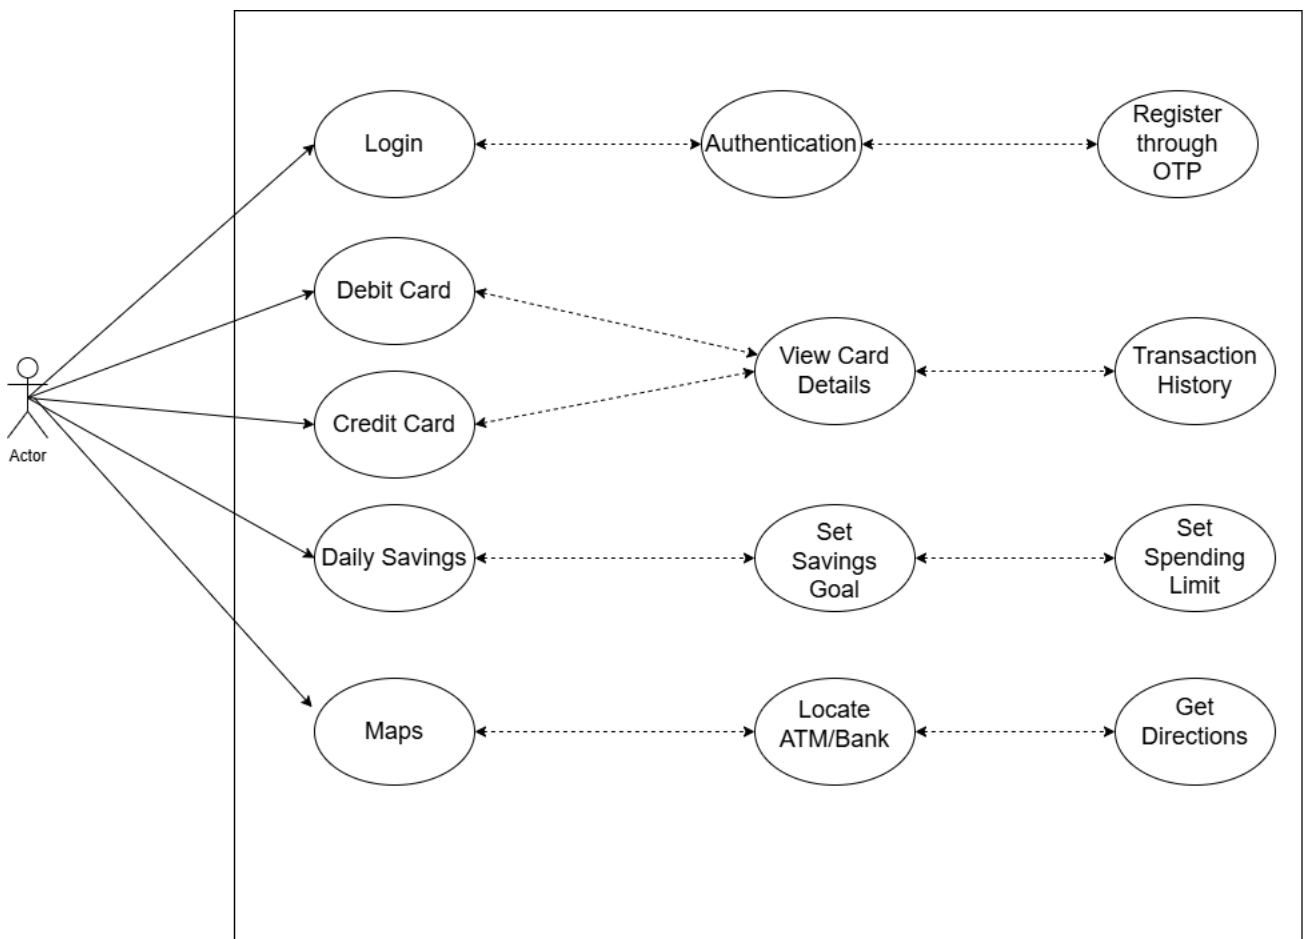 Login
Authentication
Register
through
OTP
Debit Card
View Card
Details
Transaction
History
Credit Card
Actor
Daily Savings
Set
Savings
Goal
Set
Spending
Limit
Maps
Locate
ATM/Bank
Get
Directions